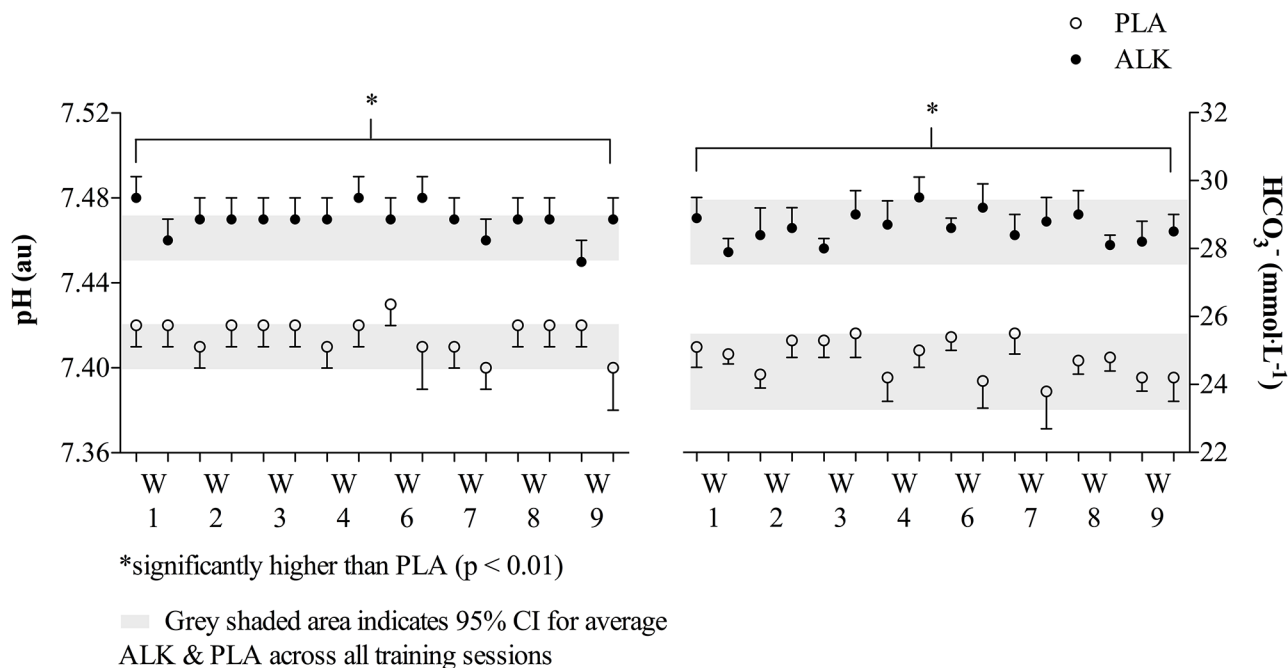 PLA
ALK
* *
7.52 32
7.48 30
7.44 28
26
7.40 24
7.36 22
pH (au)
HCO₃- (mmol·L⁻¹)
W W W W W W W W W W W W W W W W
1 2 3 4 6 7 8 9 1 2 3 4 6 7 8 9
*significantly higher than PLA (p < 0.01)
Grey shaded area indicates 95% CI for average
ALK & PLA across all training sessions